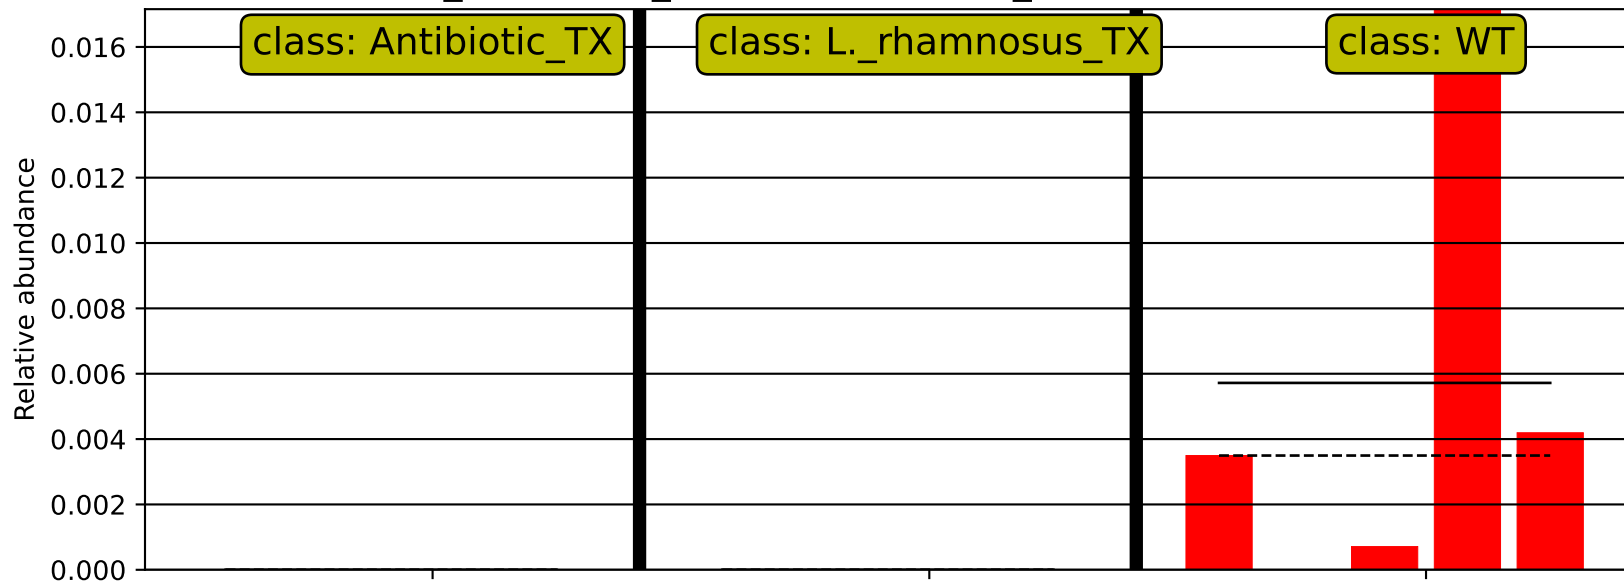 class: Antibiotic_TX
class: L._rhamnosus_TX
class: WT
0.016
0.014
0.012
0.010
0.008
0.006
0.004
0.002
0.000
Relative abundance